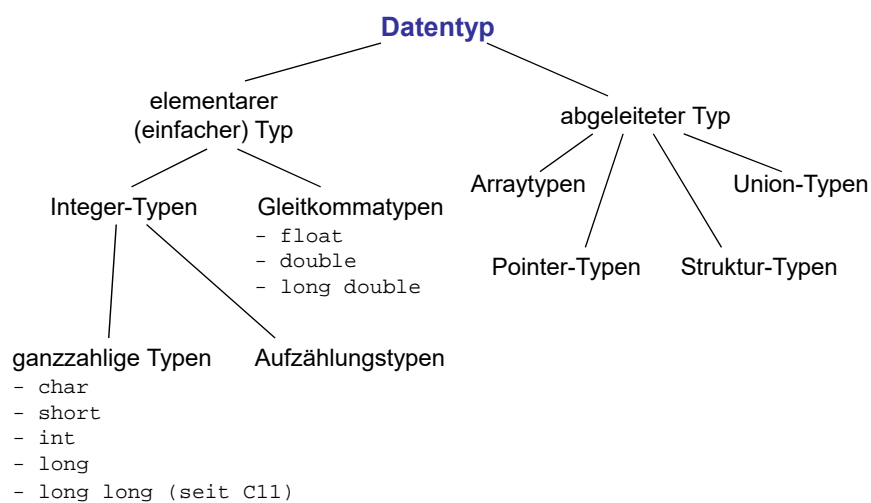 Datentyp
elementarer
(einfacher) Typ
abgeleiteter Typ
Arraytypen
Union-Typen
Integer-Typen
Gleitkommatypen
- float
- double
- long double
Pointer-Typen
Struktur-Typen
ganzzahlige Typen
Aufzählungstypen
- char
- short
- int
- long
- long long (seit C11)